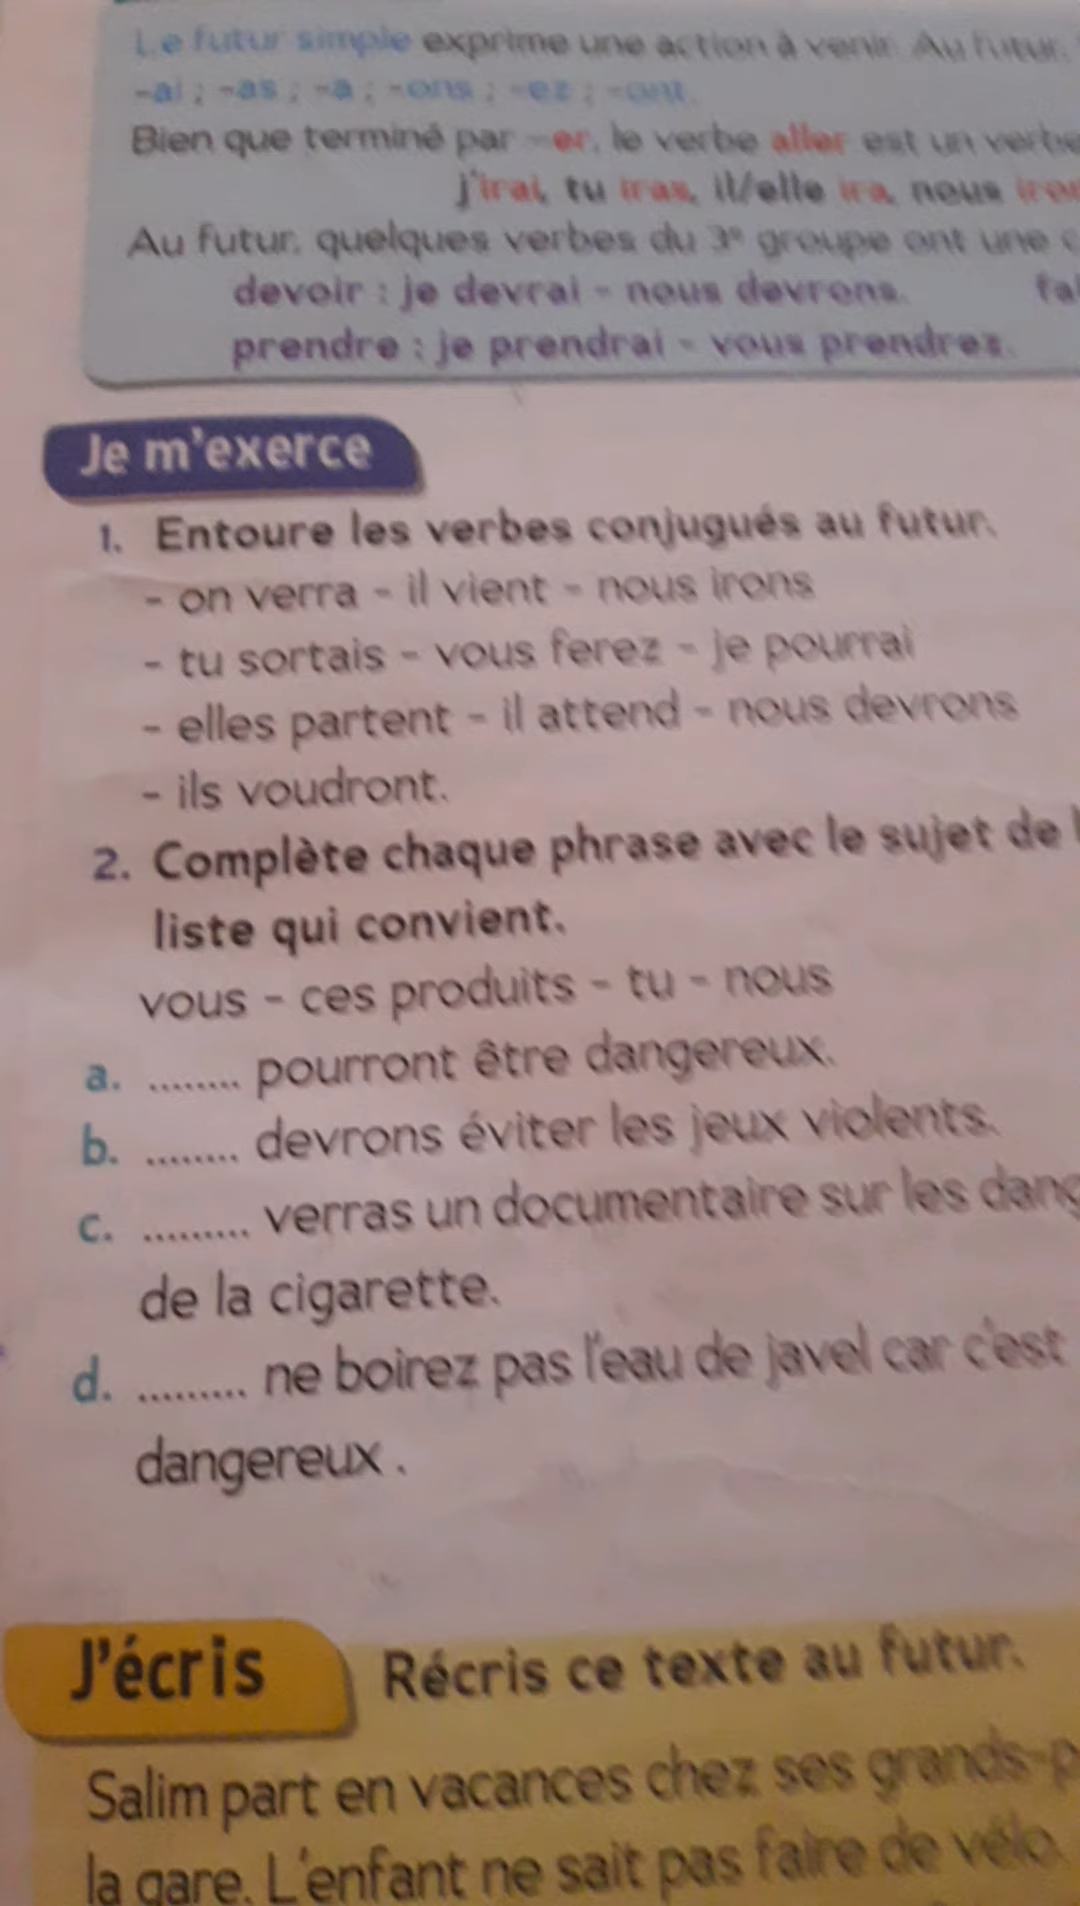 Le futur simple exprime une action à venir. Au futur,
-ai ; -as ; -a ; -ons ; -ez ; -ont.
Bien que terminé par -er, le verbe aller est un verbe
j'irai, tu iras, il/elle ira, nous iron
Au futur, quelques verbes du 3e groupe ont une
devoir : je devrai - nous devrons.
prendre : je prendrai - vous prendrez.
Je m'exerce
1. Entoure les verbes conjugués au futur.
- on verra - il vient - nous irons
- tu sortais - vous ferez - je pourrai
- elles partent - il attend - nous devrons
- ils voudront.
2. Complète chaque phrase avec le sujet de l
liste qui convient.
vous - ces produits - tu - nous
a. ........ pourront être dangereux.
b. ........ devrons éviter les jeux violents.
c. ......... verras un documentaire sur les dang
de la cigarette.
d. ......... ne boirez pas l'eau de javel car c'est
dangereux .
J'écris Récris ce texte au futur.
Salim part en vacances chez ses grands-p
la gare. L'enfant ne sait pas faire de vélo.